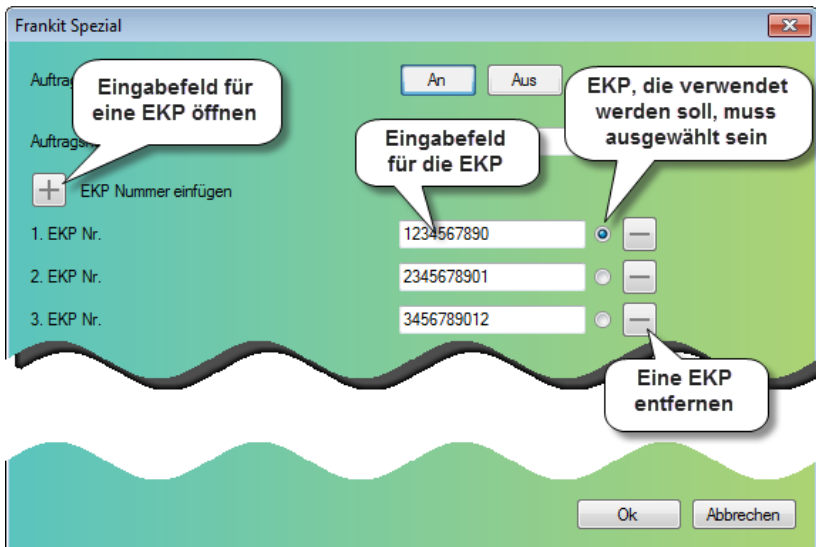 Frankit Spezial
Eingabefeld für
eine EKP öffnen
An
Aus
EKP, die verwendet
werden soll, muss
ausgewählt sein
Eingabefeld
für die EKP
EKP Nummer einfügen
1. EKP Nr.
1234567890
2. EKP Nr.
2345678901
3. EKP Nr.
3456789012
Eine EKP
entfernen
Ok
Abbrechen